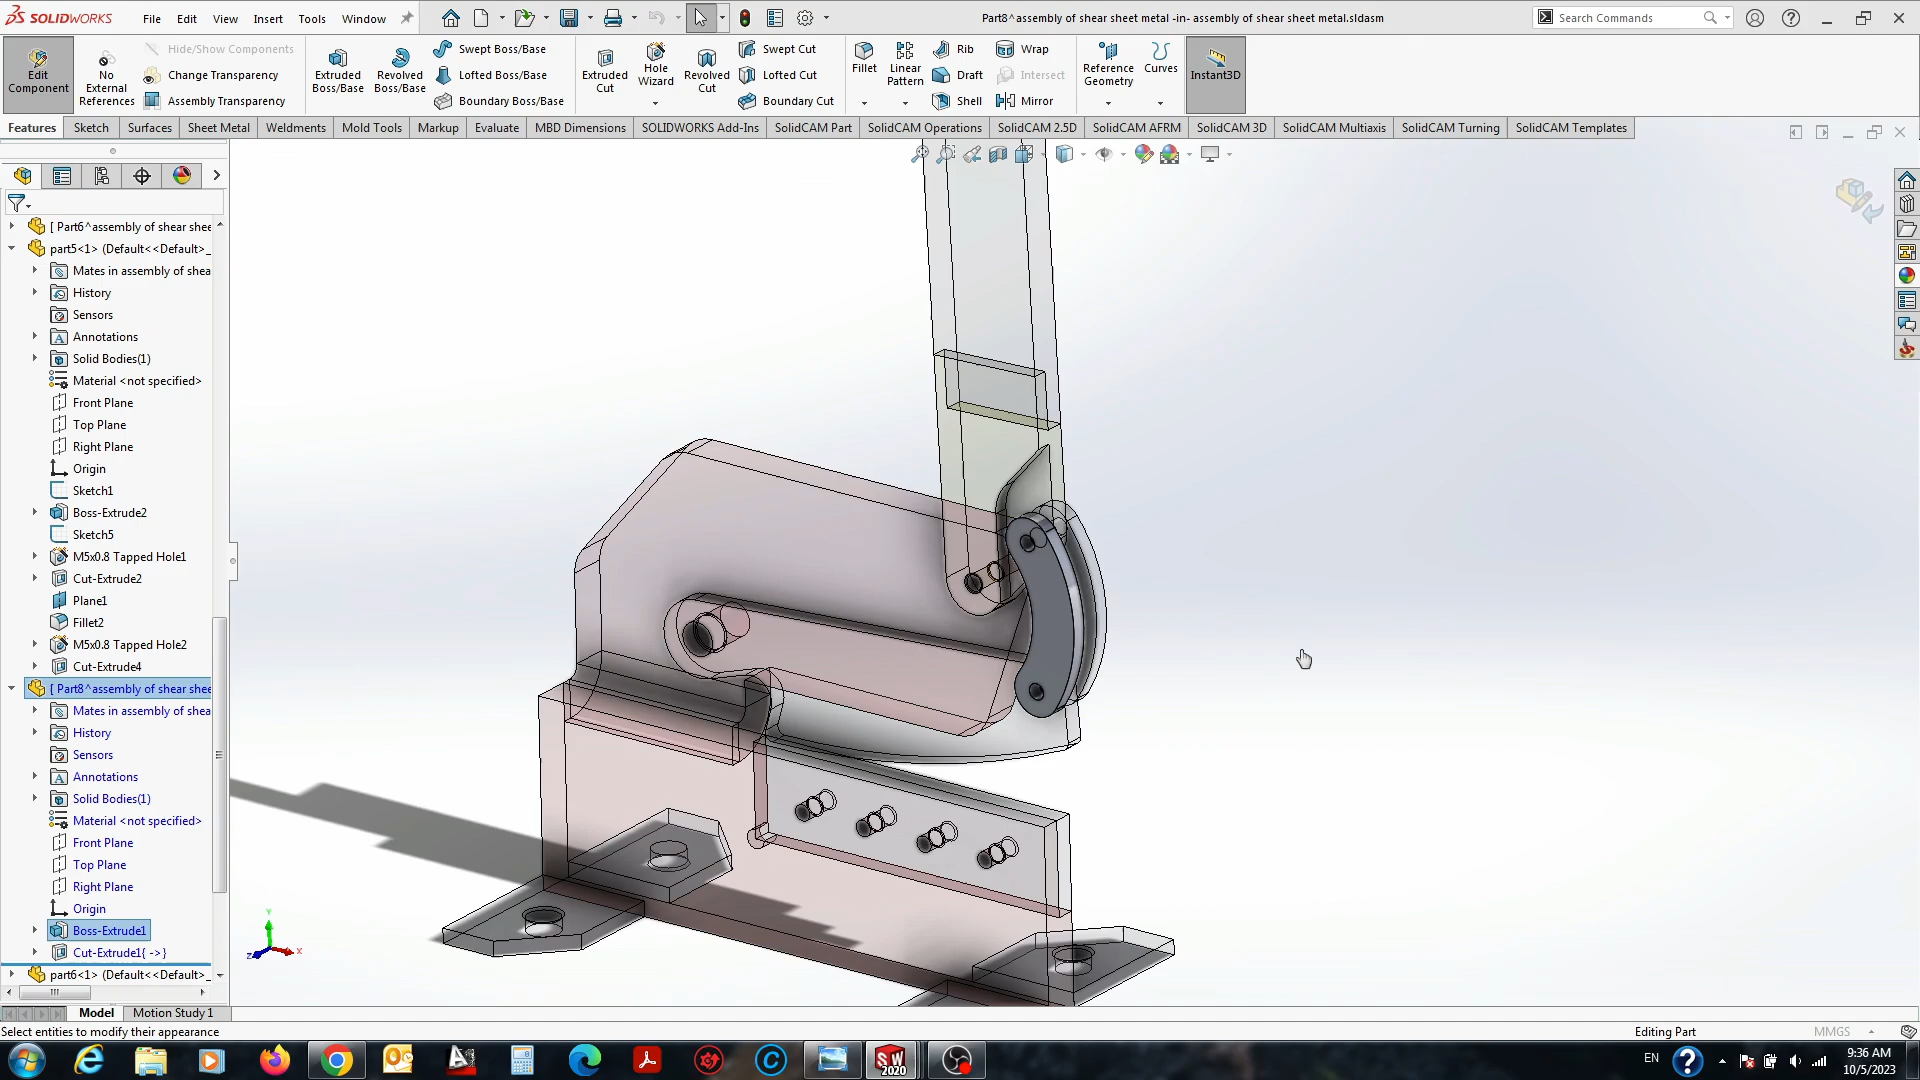 SOLIDWORKS File Edit View Insert Tools Window
Part8^assembly of shear sheet metal -in- assembly of shear sheet metal.sldasm
Search Commands
Edit Component
No External References
Hide/Show Components
Change Transparency
Assembly Transparency
Extruded Boss/Base
Revolved Boss/Base
Swept Boss/Base
Lofted Boss/Base
Boundary Boss/Base
Extruded Cut
Hole Wizard
Revolved Cut
Swept Cut
Lofted Cut
Boundary Cut
Fillet
Linear Pattern
Rib
Draft
Shell
Wrap
Intersect
Mirror
Reference Geometry
Curves
Instant3D
Features Sketch Surfaces Sheet Metal Weldments Mold Tools Markup Evaluate MBD Dimensions SOLIDWORKS Add-Ins SolidCAM Part SolidCAM Operations SolidCAM 2.5D SolidCAM AFRM SolidCAM 3D SolidCAM Multiaxis SolidCAM Turning SolidCAM Templates
[ Part6^assembly of shear shee
part5<1> (Default<<Default>_
Mates in assembly of shea
History
Sensors
Annotations
Solid Bodies(1)
Material <not specified>
Front Plane
Top Plane
Right Plane
Origin
Sketch1
Boss-Extrude2
Sketch5
M5x0.8 Tapped Hole1
Cut-Extrude2
Plane1
Fillet2
M5x0.8 Tapped Hole2
Cut-Extrude4
[ Part8^assembly of shear shee
Mates in assembly of shea
History
Sensors
Annotations
Solid Bodies(1)
Material <not specified>
Front Plane
Top Plane
Right Plane
Origin
Boss-Extrude1
Cut-Extrude1{ ->}
part6<1> (Default<<Default>_
Y
Z
X
Model Motion Study 1
Select entities to modify their appearance
Editing Part
MMGS
SW 2020
EN
9:36 AM
10/5/2023